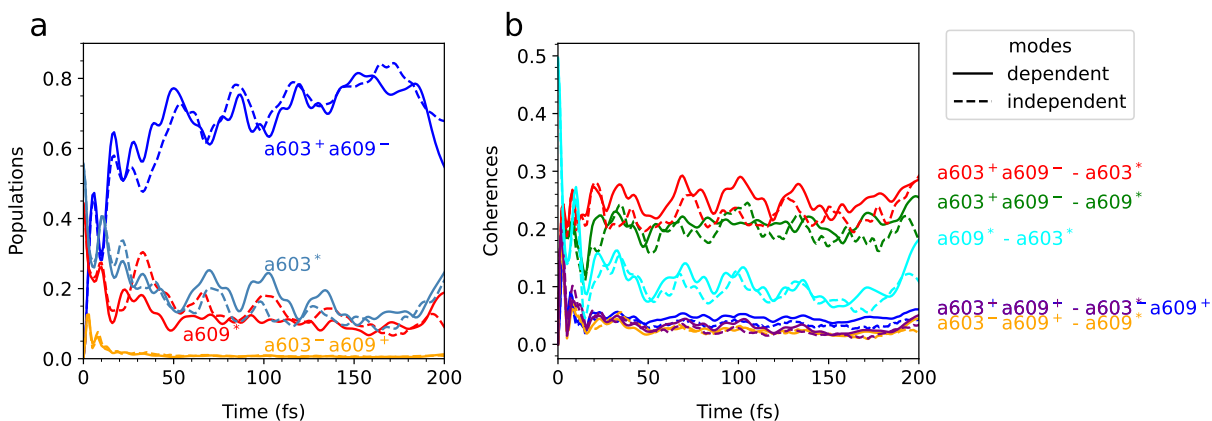 a
Populations
0.8
0.6
0.4
0.2
0.0
a603⁺a609⁻
a603*
a609*
a603⁻a609⁺
0 50 100 150 200
Time (fs)
b
Coherences
0.5
0.4
0.3
0.2
0.1
0.0
0 50 100 150 200
Time (fs)
modes
dependent
independent
a603⁺a609⁻ - a603*
a603⁺a609⁻ - a609*
a609* - a603*
a609⁺
a603⁻a609⁺ - a609*